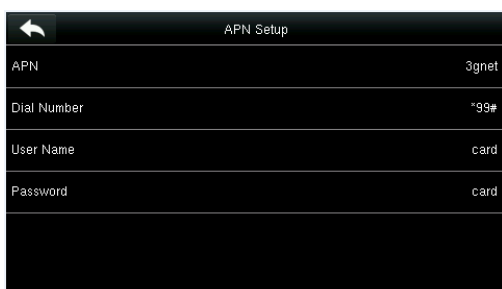 APN Setup
APN 3gnet
Dial Number *99#
User Name card
Password card